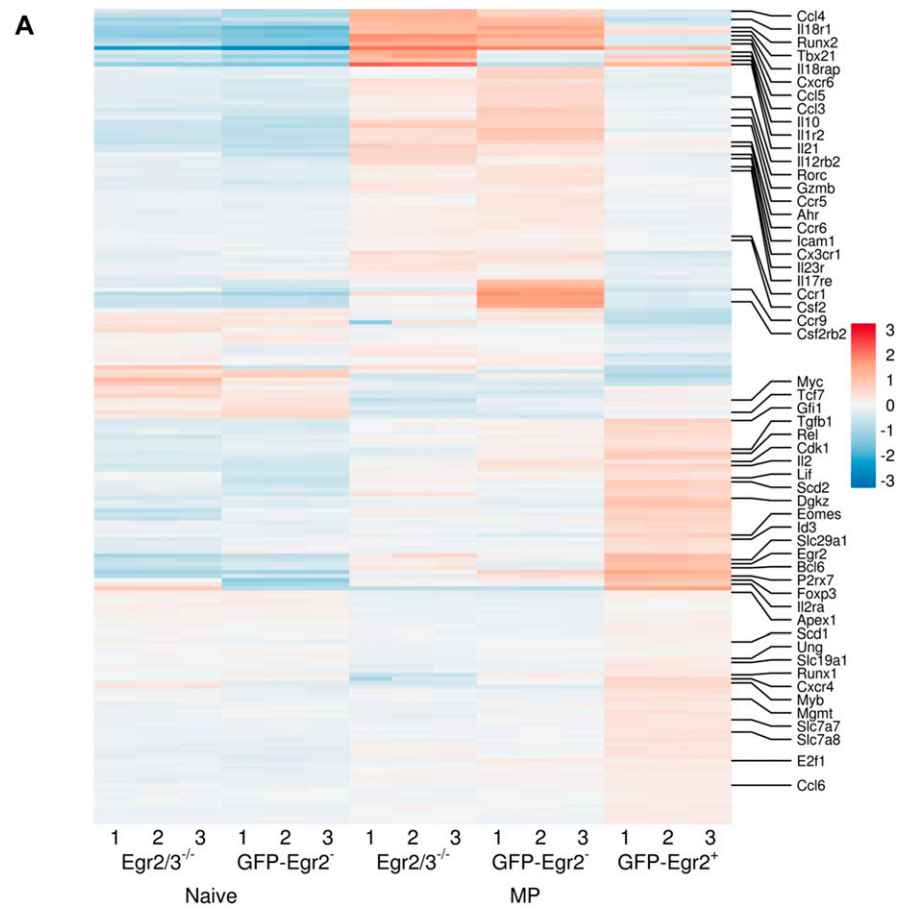 A
Ccl4
Il18r1
Runx2
Tbx21
Il18rap
Cxcr6
Ccl5
Ccl3
Il10
Il1r2
Il21
Il12rb2
Rorc
Gzmb
Ccr5
Ahr
Ccr6
Icam1
Cx3cr1
Il23r
Il17re
Ccr1
Csf2
Ccr9
Csf2rb2
3
2
1
0
-1
-2
-3
Myc
Tcf7
Gfi1
Tgfb1
Rel
Cdk1
Il2
Lif
Scd2
Dgkz
Eomes
Id3
Slc29a1
Egr2
Bcl6
P2rx7
Foxp3
Il2ra
Apex1
Scd1
Ung
Slc19a1
Runx1
Cxcr4
Myb
Mgmt
Slc7a7
Slc7a8
E2f1
Ccl6
1 2 3 1 2 3 1 2 3 1 2 3 1 2 3
Egr2/3⁻/⁻ GFP-Egr2⁻ Egr2/3⁻/⁻ GFP-Egr2⁻ GFP-Egr2⁺
Naive MP